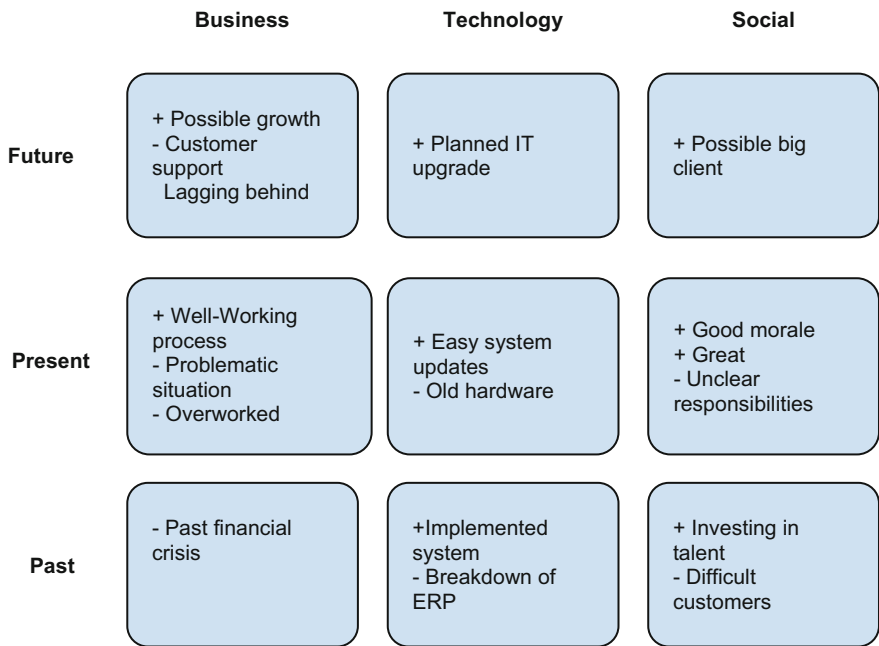 Business
Technology
Social
Future
+ Possible growth
- Customer
support
Lagging behind
+ Planned IT
upgrade
+ Possible big
client
Present
+ Well-Working
process
- Problematic
situation
- Overworked
+ Easy system
updates
- Old hardware
+ Good morale
+ Great
- Unclear
responsibilities
Past
- Past financial
crisis
+Implemented
system
- Breakdown of
ERP
+ Investing in
talent
- Difficult
customers